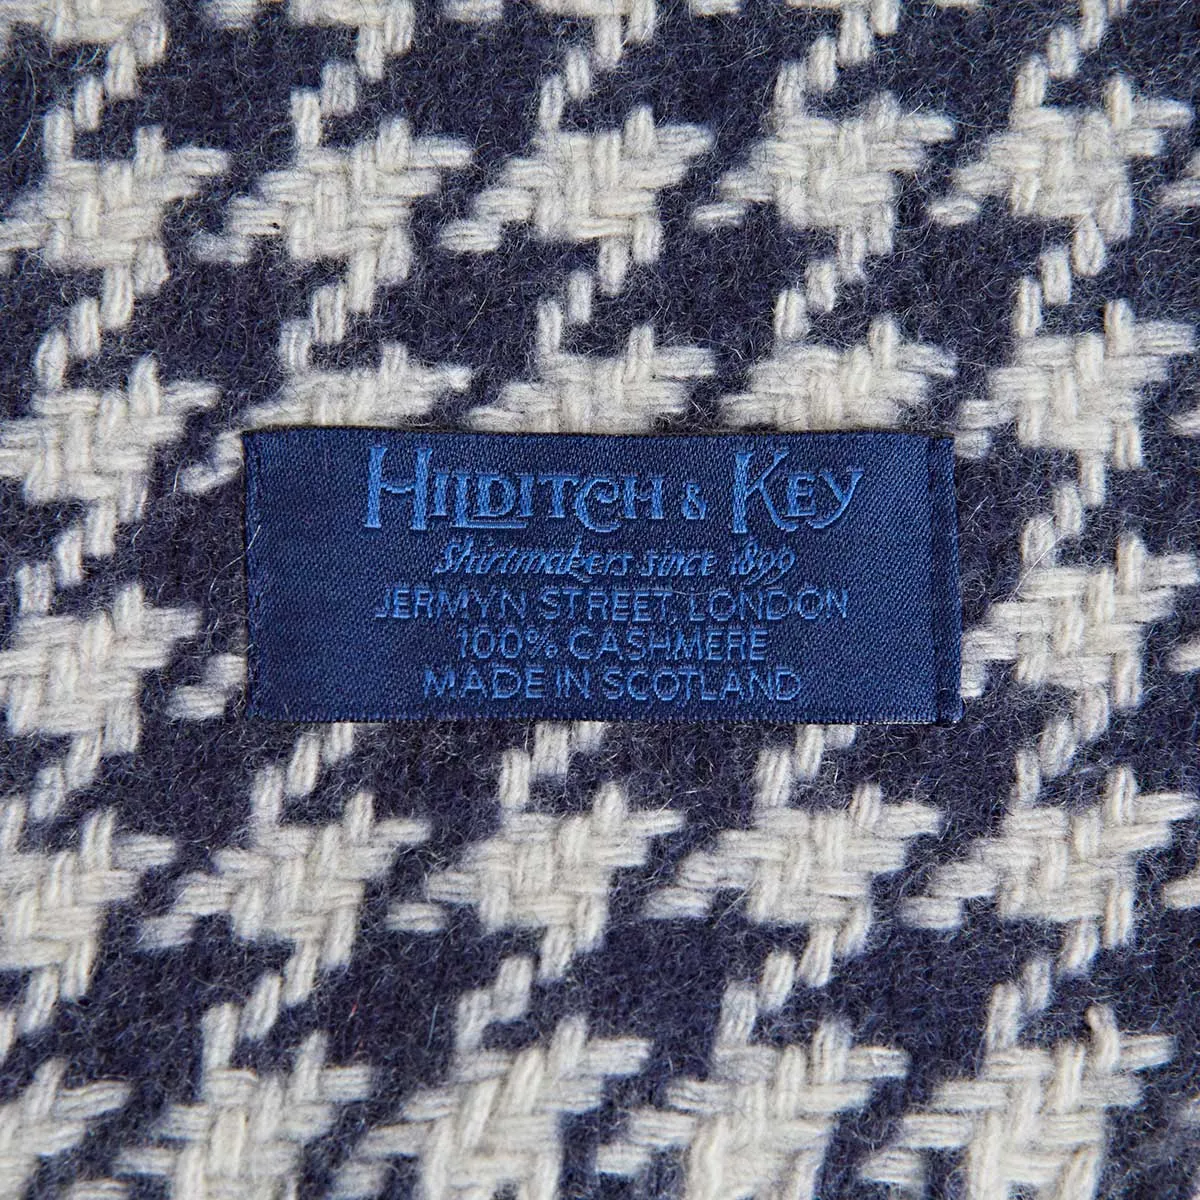 HILDITCH & KEY
Shirtmakers since 1899
JERMYN STREET, LONDON
100% CASHMERE
MADE IN SCOTLAND